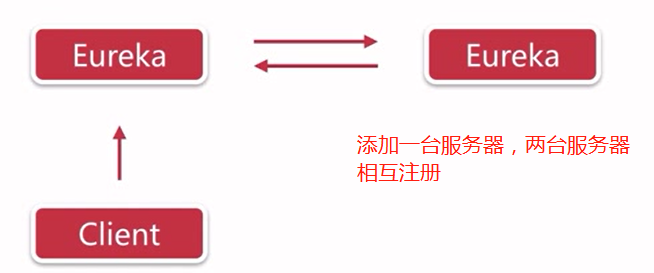 Eureka
Eureka
添加一台服务器，两台服务器
相互注册
Client